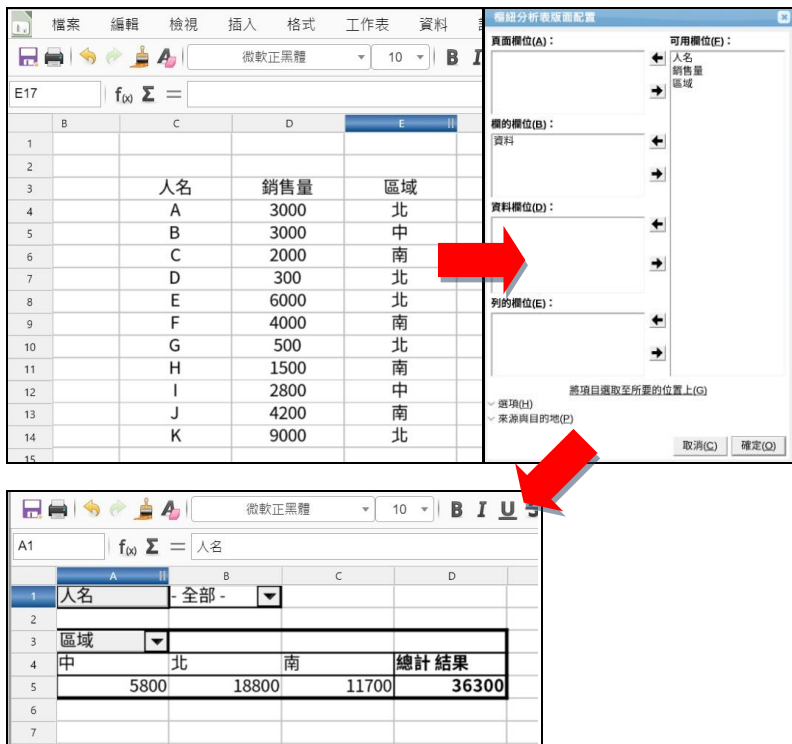 檔案 編輯 檢視 插入 格式 工作表 資料
微軟正黑體 10 B I
E17 f(x) Σ =
B C D E
1
2
3 人名 銷售量 區域
4 A 3000 北
5 B 3000 中
6 C 2000 南
7 D 300 北
8 E 6000 北
9 F 4000 南
10 G 500 北
11 H 1500 南
12 I 2800 中
13 J 4200 南
14 K 9000 北
15
樞紐分析表版面配置
頁面欄位(A)：
可用欄位(F)：
人名
銷售量
區域
欄的欄位(B)：
資料
資料欄位(D)：
列的欄位(E)：
將項目選取至所要的位置上(G)
選項(H)
來源與目的地(P)
取消(C) 確定(O)
微軟正黑體 10 B I U S
A1 f(x) Σ = 人名
A B C D
1 人名 - 全部 -
2
3 區域
4 中 北 南 總計 結果
5 5800 18800 11700 36300
6
7